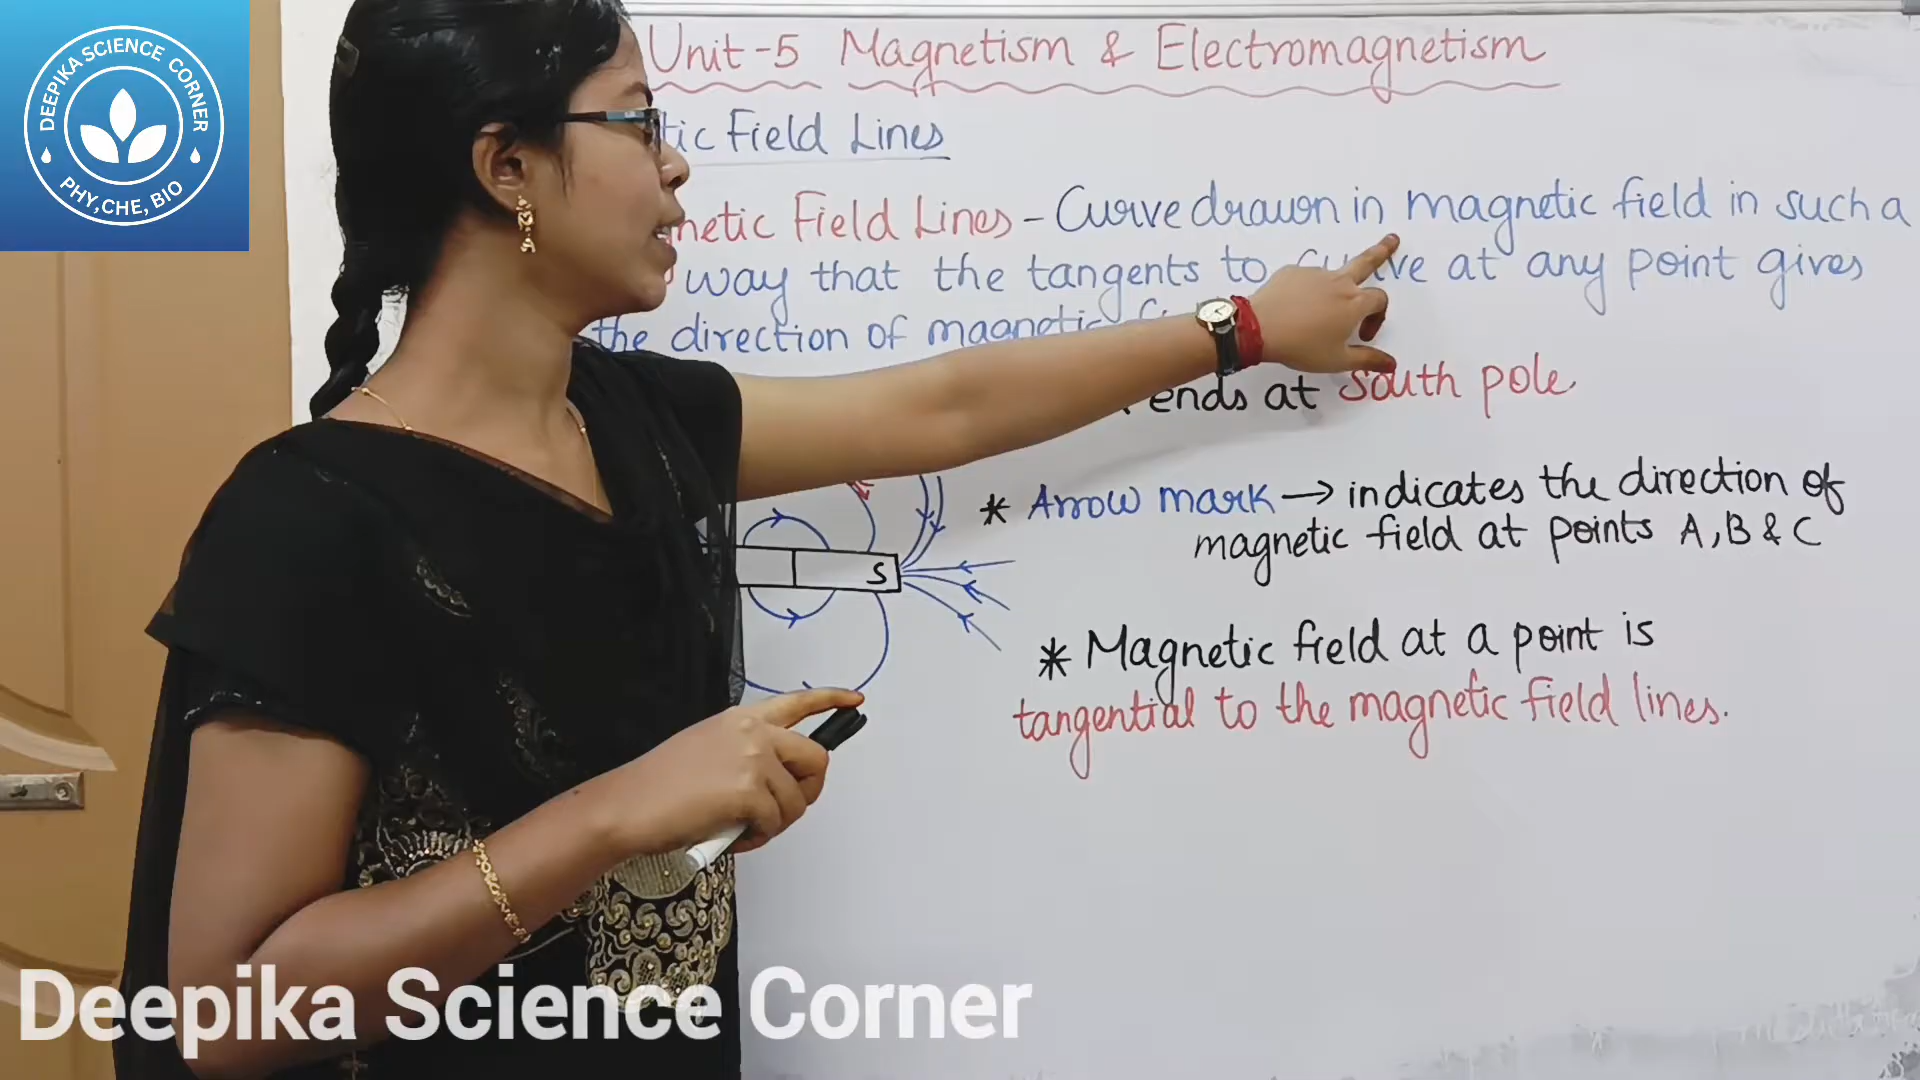 DEEPIKA SCIENCE CORNER
PHY,CHE, BIO
Unit-5 Magnetism & Electromagnetism
tic Field Lines
netic Field Lines - Curve drawn in magnetic field in such a
way that the tangents to curve at any point gives
the direction of magnetic
ends at south pole
* Arrow mark → indicates the direction of
magnetic field at points A, B & C
S
* Magnetic field at a point is
tangential to the magnetic field lines.
Deepika Science Corner